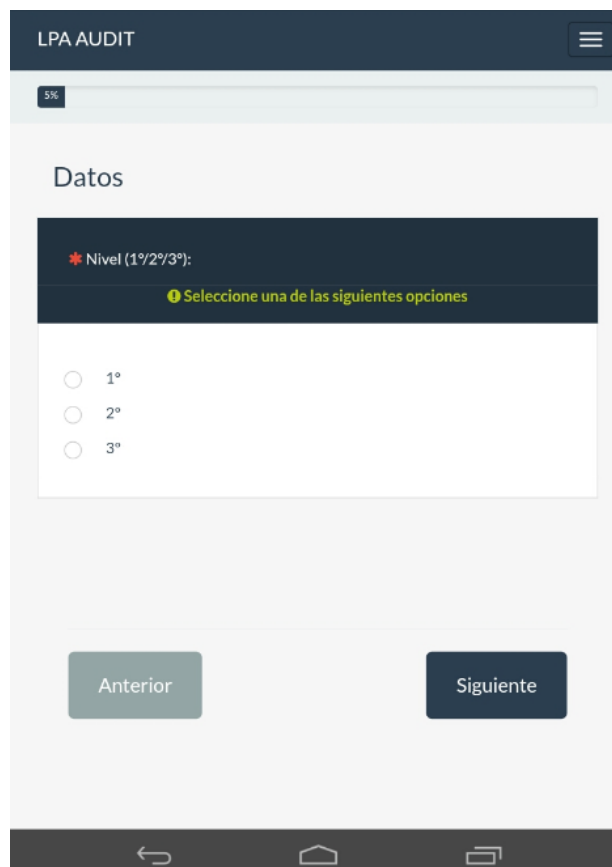 LPA AUDIT
5%
Datos
✱ Nivel (1º/2º/3º):
Seleccione una de las siguientes opciones
1º
2º
3º
Anterior
Siguiente